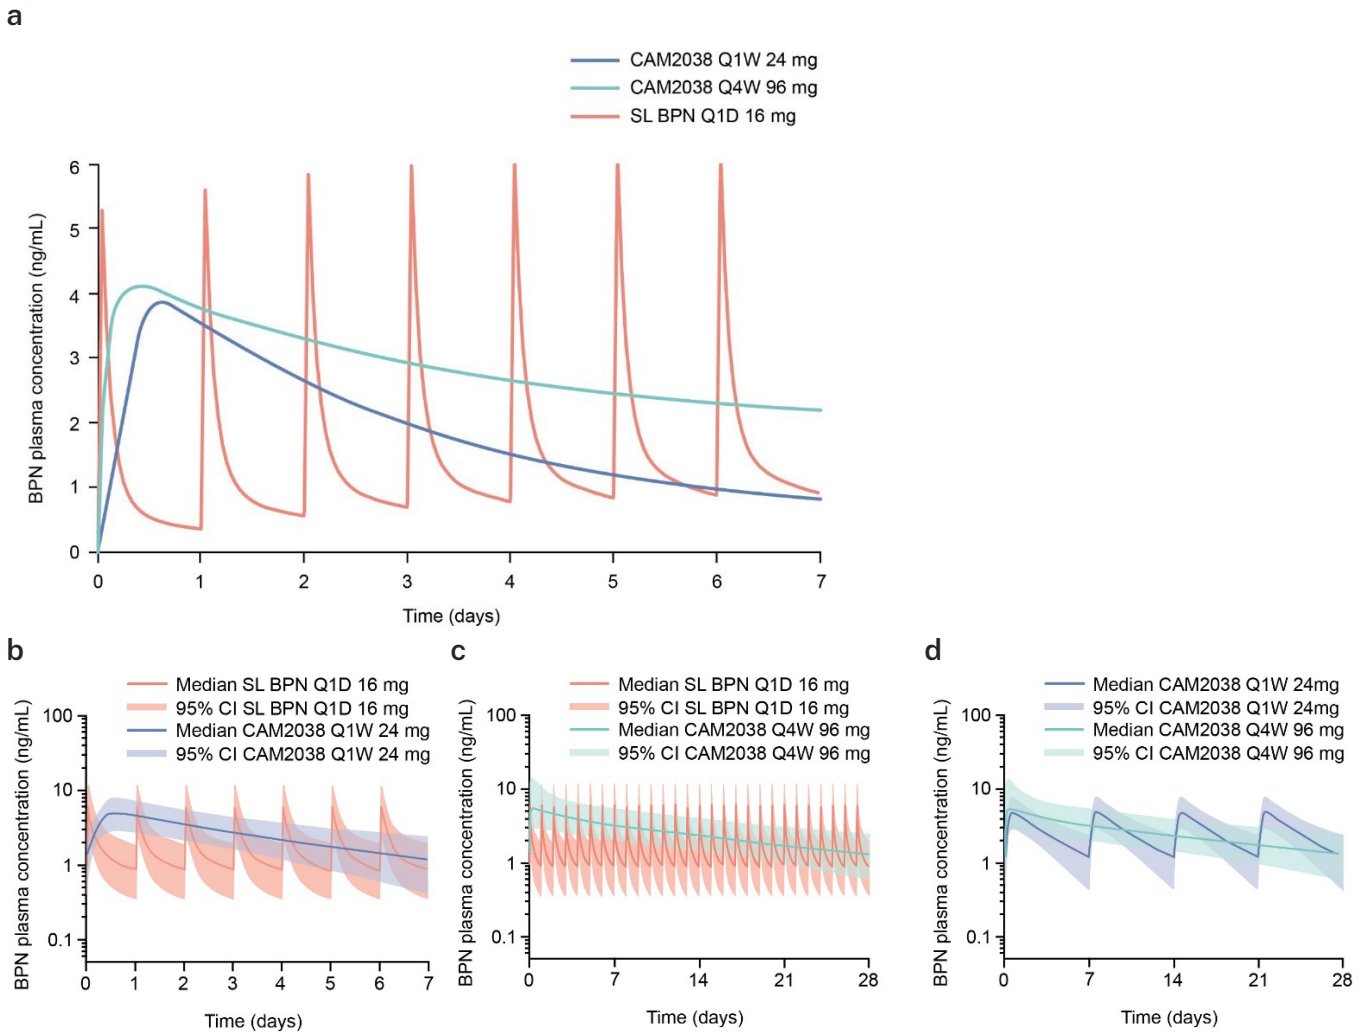 a
CAM2038 Q1W 24 mg
CAM2038 Q4W 96 mg
SL BPN Q1D 16 mg
BPN plasma concentration (ng/mL)
6
5
4
3
2
1
0
0 1 2 3 4 5 6 7
Time (days)
b
Median SL BPN Q1D 16 mg
95% CI SL BPN Q1D 16 mg
Median CAM2038 Q1W 24 mg
95% CI CAM2038 Q1W 24 mg
BPN plasma concentration (ng/mL)
100
10
1
0.1
0 1 2 3 4 5 6 7
Time (days)
c
Median SL BPN Q1D 16 mg
95% CI SL BPN Q1D 16 mg
Median CAM2038 Q4W 96 mg
95% CI CAM2038 Q4W 96 mg
BPN plasma concentration (ng/mL)
100
10
1
0.1
0 7 14 21 28
Time (days)
d
Median CAM2038 Q1W 24mg
95% CI CAM2038 Q1W 24mg
Median CAM2038 Q4W 96 mg
95% CI CAM2038 Q4W 96 mg
BPN plasma concentration (ng/mL)
100
10
1
0.1
0 7 14 21 28
Time (days)